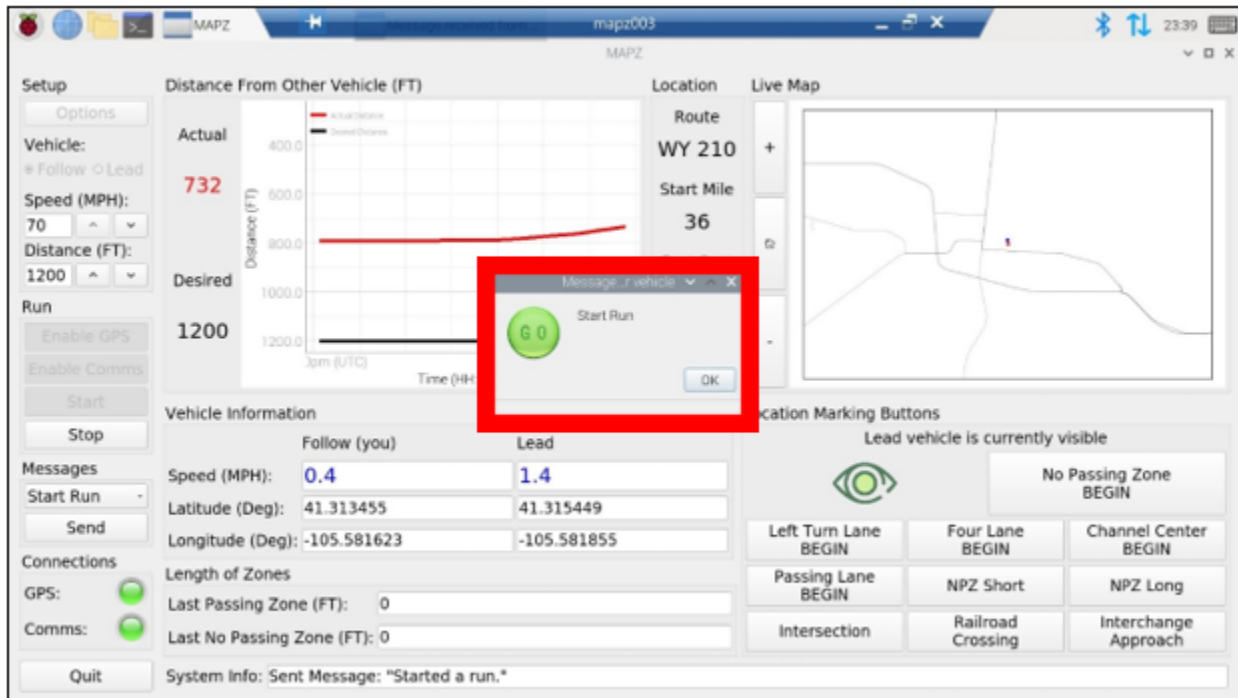 MAPZ
mapz003
23:39
MAPZ
Setup
Options
Vehicle:
Follow Lead
Speed (MPH):
70
Distance (FT):
1200
Run
Enable GPS
Enable Comms
Start
Stop
Messages
Start Run
Send
Connections
GPS:
Comms:
Quit
Distance From Other Vehicle (FT)
Actual
732
Desired
1200
Actual Distance
Desired Distance
Distance (FT)
400.0
600.0
800.0
1000.0
1200.0
(UTC)
Time (HH:
Location
Route
WY 210
Start Mile
36
Live Map
+
-
Message...r vehicle
GO
Start Run
OK
Vehicle Information
Follow (you) Lead
Speed (MPH): 0.4 1.4
Latitude (Deg): 41.313455 41.315449
Longitude (Deg): -105.581623 -105.581855
Length of Zones
Last Passing Zone (FT): 0
Last No Passing Zone (FT): 0
System Info: Sent Message: "Started a run."
ocation Marking Buttons
Lead vehicle is currently visible
No Passing Zone
BEGIN
Left Turn Lane
BEGIN
Four Lane
BEGIN
Channel Center
BEGIN
Passing Lane
BEGIN
NPZ Short
NPZ Long
Intersection
Railroad
Crossing
Interchange
Approach